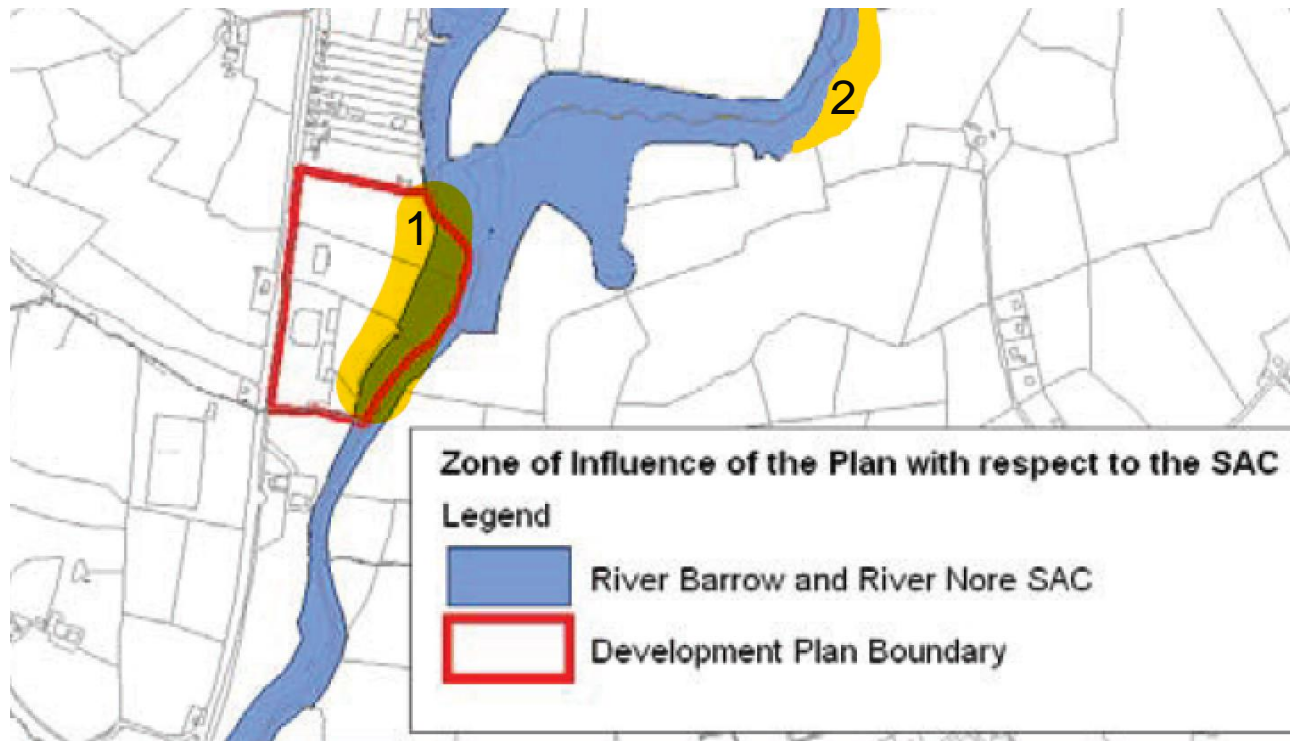 2
1
Zone of Influence of the Plan with respect to the SAC
Legend
River Barrow and River Nore SAC
Development Plan Boundary